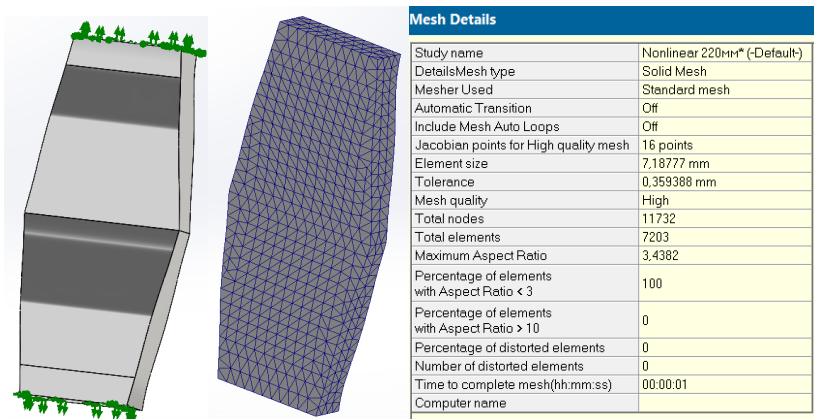 Mesh Details
Study name Nonlinear 220мм* (-Default-)
DetailsMesh type Solid Mesh
Mesher Used Standard mesh
Automatic Transition Off
Include Mesh Auto Loops Off
Jacobian points for High quality mesh 16 points
Element size 7,18777 mm
Tolerance 0,359388 mm
Mesh quality High
Total nodes 11732
Total elements 7203
Maximum Aspect Ratio 3,4382
Percentage of elements
with Aspect Ratio < 3 100
Percentage of elements
with Aspect Ratio > 10 0
Percentage of distorted elements 0
Number of distorted elements 0
Time to complete mesh(hh:mm:ss) 00:00:01
Computer name